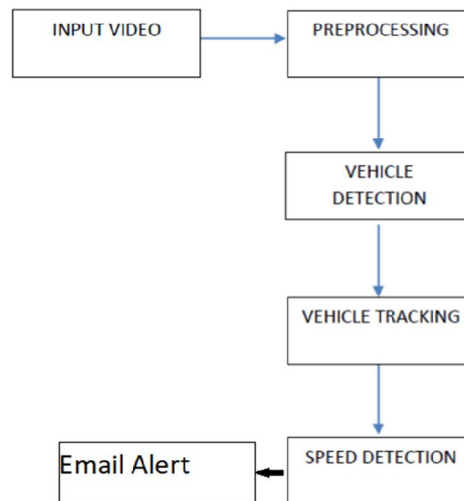 INPUT VIDEO
PREPROCESSING
VEHICLE
DETECTION
VEHICLE TRACKING
SPEED DETECTION
Email Alert